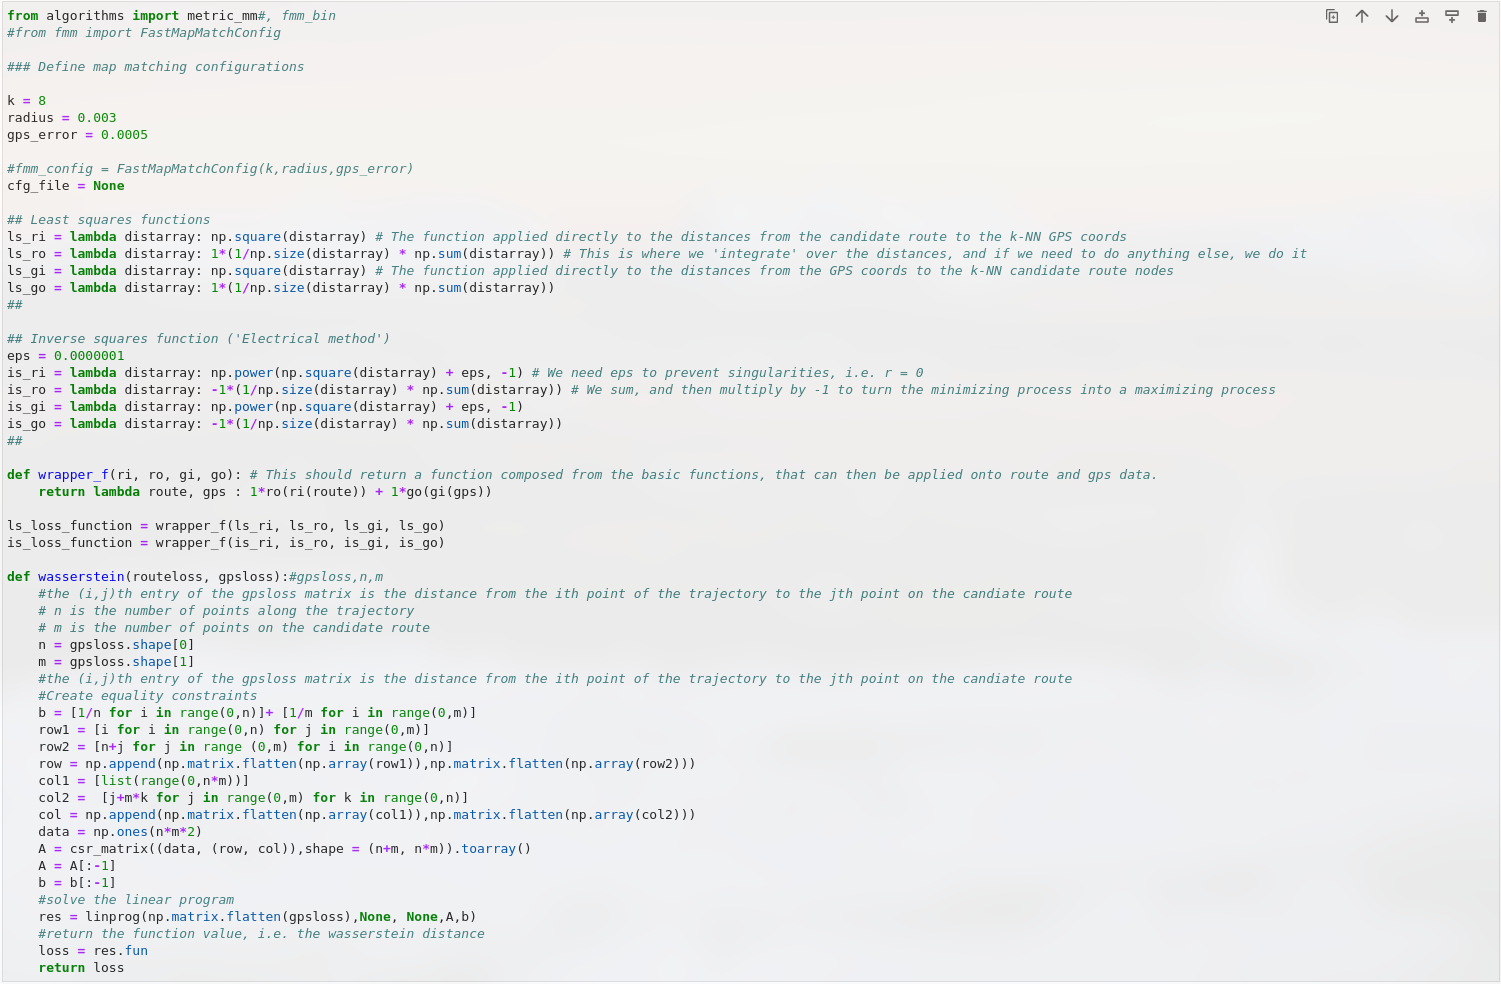 from algorithms import metric_mm#, fmm_bin
#from fmm import FastMapMatchConfig

### Define map matching configurations

k = 8
radius = 0.003
gps_error = 0.0005

#fmm_config = FastMapMatchConfig(k,radius,gps_error)
cfg_file = None

## Least squares functions
ls_ri = lambda distarray: np.square(distarray) # The function applied directly to the distances from the candidate route to the k-NN GPS coords
ls_ro = lambda distarray: 1*(1/np.size(distarray) * np.sum(distarray)) # This is where we 'integrate' over the distances, and if we need to do anything else, we do it
ls_gi = lambda distarray: np.square(distarray) # The function applied directly to the distances from the GPS coords to the k-NN candidate route nodes
ls_go = lambda distarray: 1*(1/np.size(distarray) * np.sum(distarray))
##

## Inverse squares function ('Electrical method')
eps = 0.0000001
is_ri = lambda distarray: np.power(np.square(distarray) + eps, -1) # We need eps to prevent singularities, i.e. r = 0
is_ro = lambda distarray: -1*(1/np.size(distarray) * np.sum(distarray)) # We sum, and then multiply by -1 to turn the minimizing process into a maximizing process
is_gi = lambda distarray: np.power(np.square(distarray) + eps, -1)
is_go = lambda distarray: -1*(1/np.size(distarray) * np.sum(distarray))
##

def wrapper_f(ri, ro, gi, go): # This should return a function composed from the basic functions, that can then be applied onto route and gps data.
    return lambda route, gps : 1*ro(ri(route)) + 1*go(gi(gps))

ls_loss_function = wrapper_f(ls_ri, ls_ro, ls_gi, ls_go)
is_loss_function = wrapper_f(is_ri, is_ro, is_gi, is_go)

def wasserstein(routeloss, gpsloss):#gpsloss,n,m
    #the (i,j)th entry of the gpsloss matrix is the distance from the ith point of the trajectory to the jth point on the candiate route
    # n is the number of points along the trajectory
    # m is the number of points on the candidate route
    n = gpsloss.shape[0]
    m = gpsloss.shape[1]
    #the (i,j)th entry of the gpsloss matrix is the distance from the ith point of the trajectory to the jth point on the candiate route
    #Create equality constraints
    b = [1/n for i in range(0,n)]+ [1/m for i in range(0,m)]
    row1 = [i for i in range(0,n) for j in range(0,m)]
    row2 = [n+j for j in range (0,m) for i in range(0,n)]
    row = np.append(np.matrix.flatten(np.array(row1)),np.matrix.flatten(np.array(row2)))
    col1 = [list(range(0,n*m))]
    col2 =  [j+m*k for j in range(0,m) for k in range(0,n)]
    col = np.append(np.matrix.flatten(np.array(col1)),np.matrix.flatten(np.array(col2)))
    data = np.ones(n*m*2)
    A = csr_matrix((data, (row, col)),shape = (n+m, n*m)).toarray()
    A = A[:-1]
    b = b[:-1]
    #solve the linear program
    res = linprog(np.matrix.flatten(gpsloss),None, None,A,b)
    #return the function value, i.e. the wasserstein distance
    loss = res.fun
    return loss